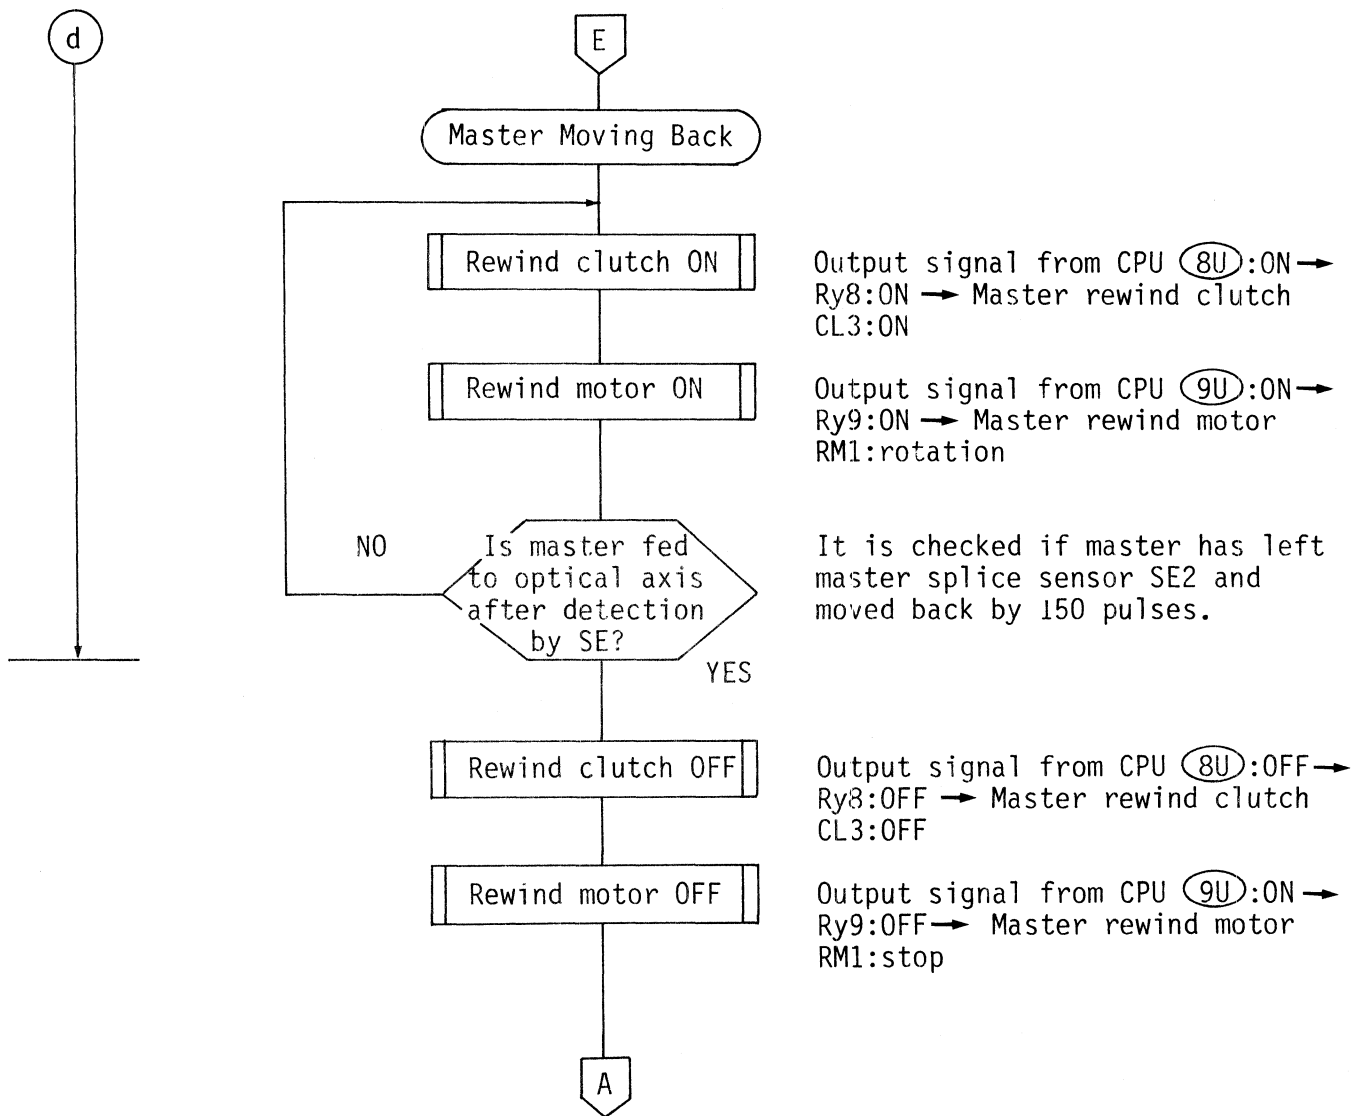 d
E
Master Moving Back
Rewind clutch ON
Output signal from CPU 8U:ON→
Ry8:ON → Master rewind clutch
CL3:ON
Rewind motor ON
Output signal from CPU 9U:ON→
Ry9:ON → Master rewind motor
RM1:rotation
NO
Is master fed
to optical axis
after detection
by SE?
YES
It is checked if master has left
master splice sensor SE2 and
moved back by 150 pulses.
Rewind clutch OFF
Output signal from CPU 8U:OFF→
Ry8:OFF → Master rewind clutch
CL3:OFF
Rewind motor OFF
Output signal from CPU 9U:ON→
Ry9:OFF→ Master rewind motor
RM1:stop
A